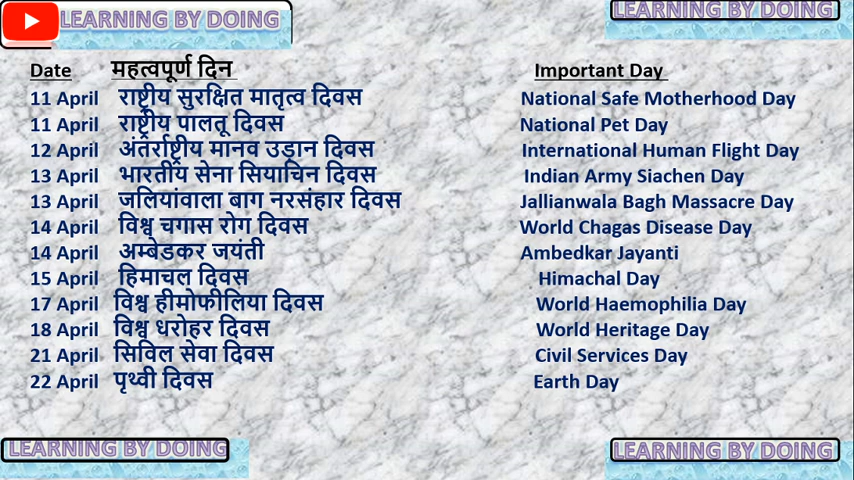 LEARNING BY DOING LEARNING BY DOING
Date महत्वपूर्ण दिन Important Day
11 April राष्ट्रीय सुरक्षित मातृत्व दिवस National Safe Motherhood Day
11 April राष्ट्रीय पालतू दिवस National Pet Day
12 April अंतर्राष्ट्रीय मानव उड़ान दिवस International Human Flight Day
13 April भारतीय सेना सियाचिन दिवस Indian Army Siachen Day
13 April जलियांवाला बाग नरसंहार दिवस Jallianwala Bagh Massacre Day
14 April विश्व चगास रोग दिवस World Chagas Disease Day
14 April अम्बेडकर जयंती Ambedkar Jayanti
15 April हिमाचल दिवस Himachal Day
17 April विश्व हीमोफीलिया दिवस World Haemophilia Day
18 April विश्व धरोहर दिवस World Heritage Day
21 April सिविल सेवा दिवस Civil Services Day
22 April पृथ्वी दिवस Earth Day
LEARNING BY DOING LEARNING BY DOING